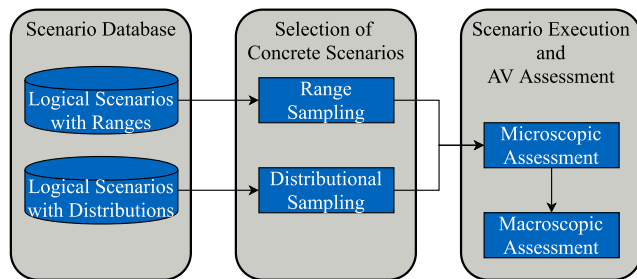 Scenario Database
Logical Scenarios
with Ranges
Logical Scenarios
with Distributions
Selection of
Concrete Scenarios
Range
Sampling
Distributional
Sampling
Scenario Execution
and
AV Assessment
Microscopic
Assessment
Macroscopic
Assessment